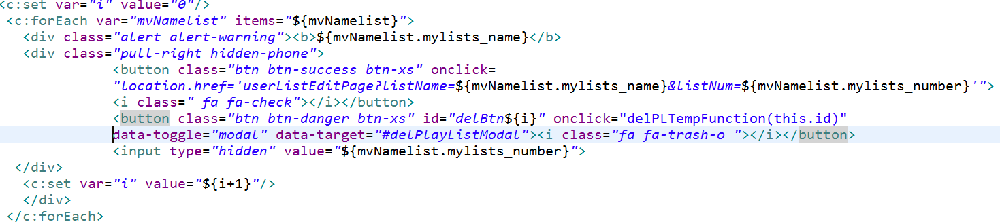 <c:set var="i" value="0"/>
<c:forEach var="mvNamelist" items="${mvNamelist}">
<div class="alert alert-warning"><b>${mvNamelist.mylists_name}</b>
<div class="pull-right hidden-phone">
<button class="btn btn-success btn-xs" onclick=
"location.href='userListEditPage?listName=${mvNamelist.mylists_name}&listNum=${mvNamelist.mylists_number}'">
<i class=" fa fa-check"></i></button>
<button class="btn btn-danger btn-xs" id="delBtn${i}" onclick="delPLTempFunction(this.id)"
data-toggle="modal" data-target="#delPlayListModal"><i class="fa fa-trash-o "></i></button>
<input type="hidden" value="${mvNamelist.mylists_number}">
</div>
<c:set var="i" value="${i+1}"/>
</div>
</c:forEach>